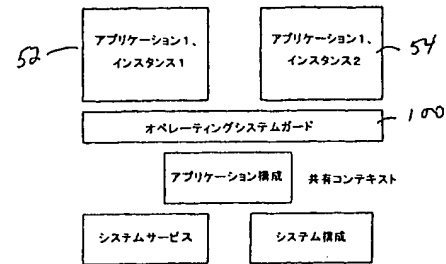 52
アプリケーション1、
インスタンス1
アプリケーション1、
インスタンス2
54
オペレーティングシステムガード
100
アプリケーション構成
共有コンテキスト
システムサービス
システム構成